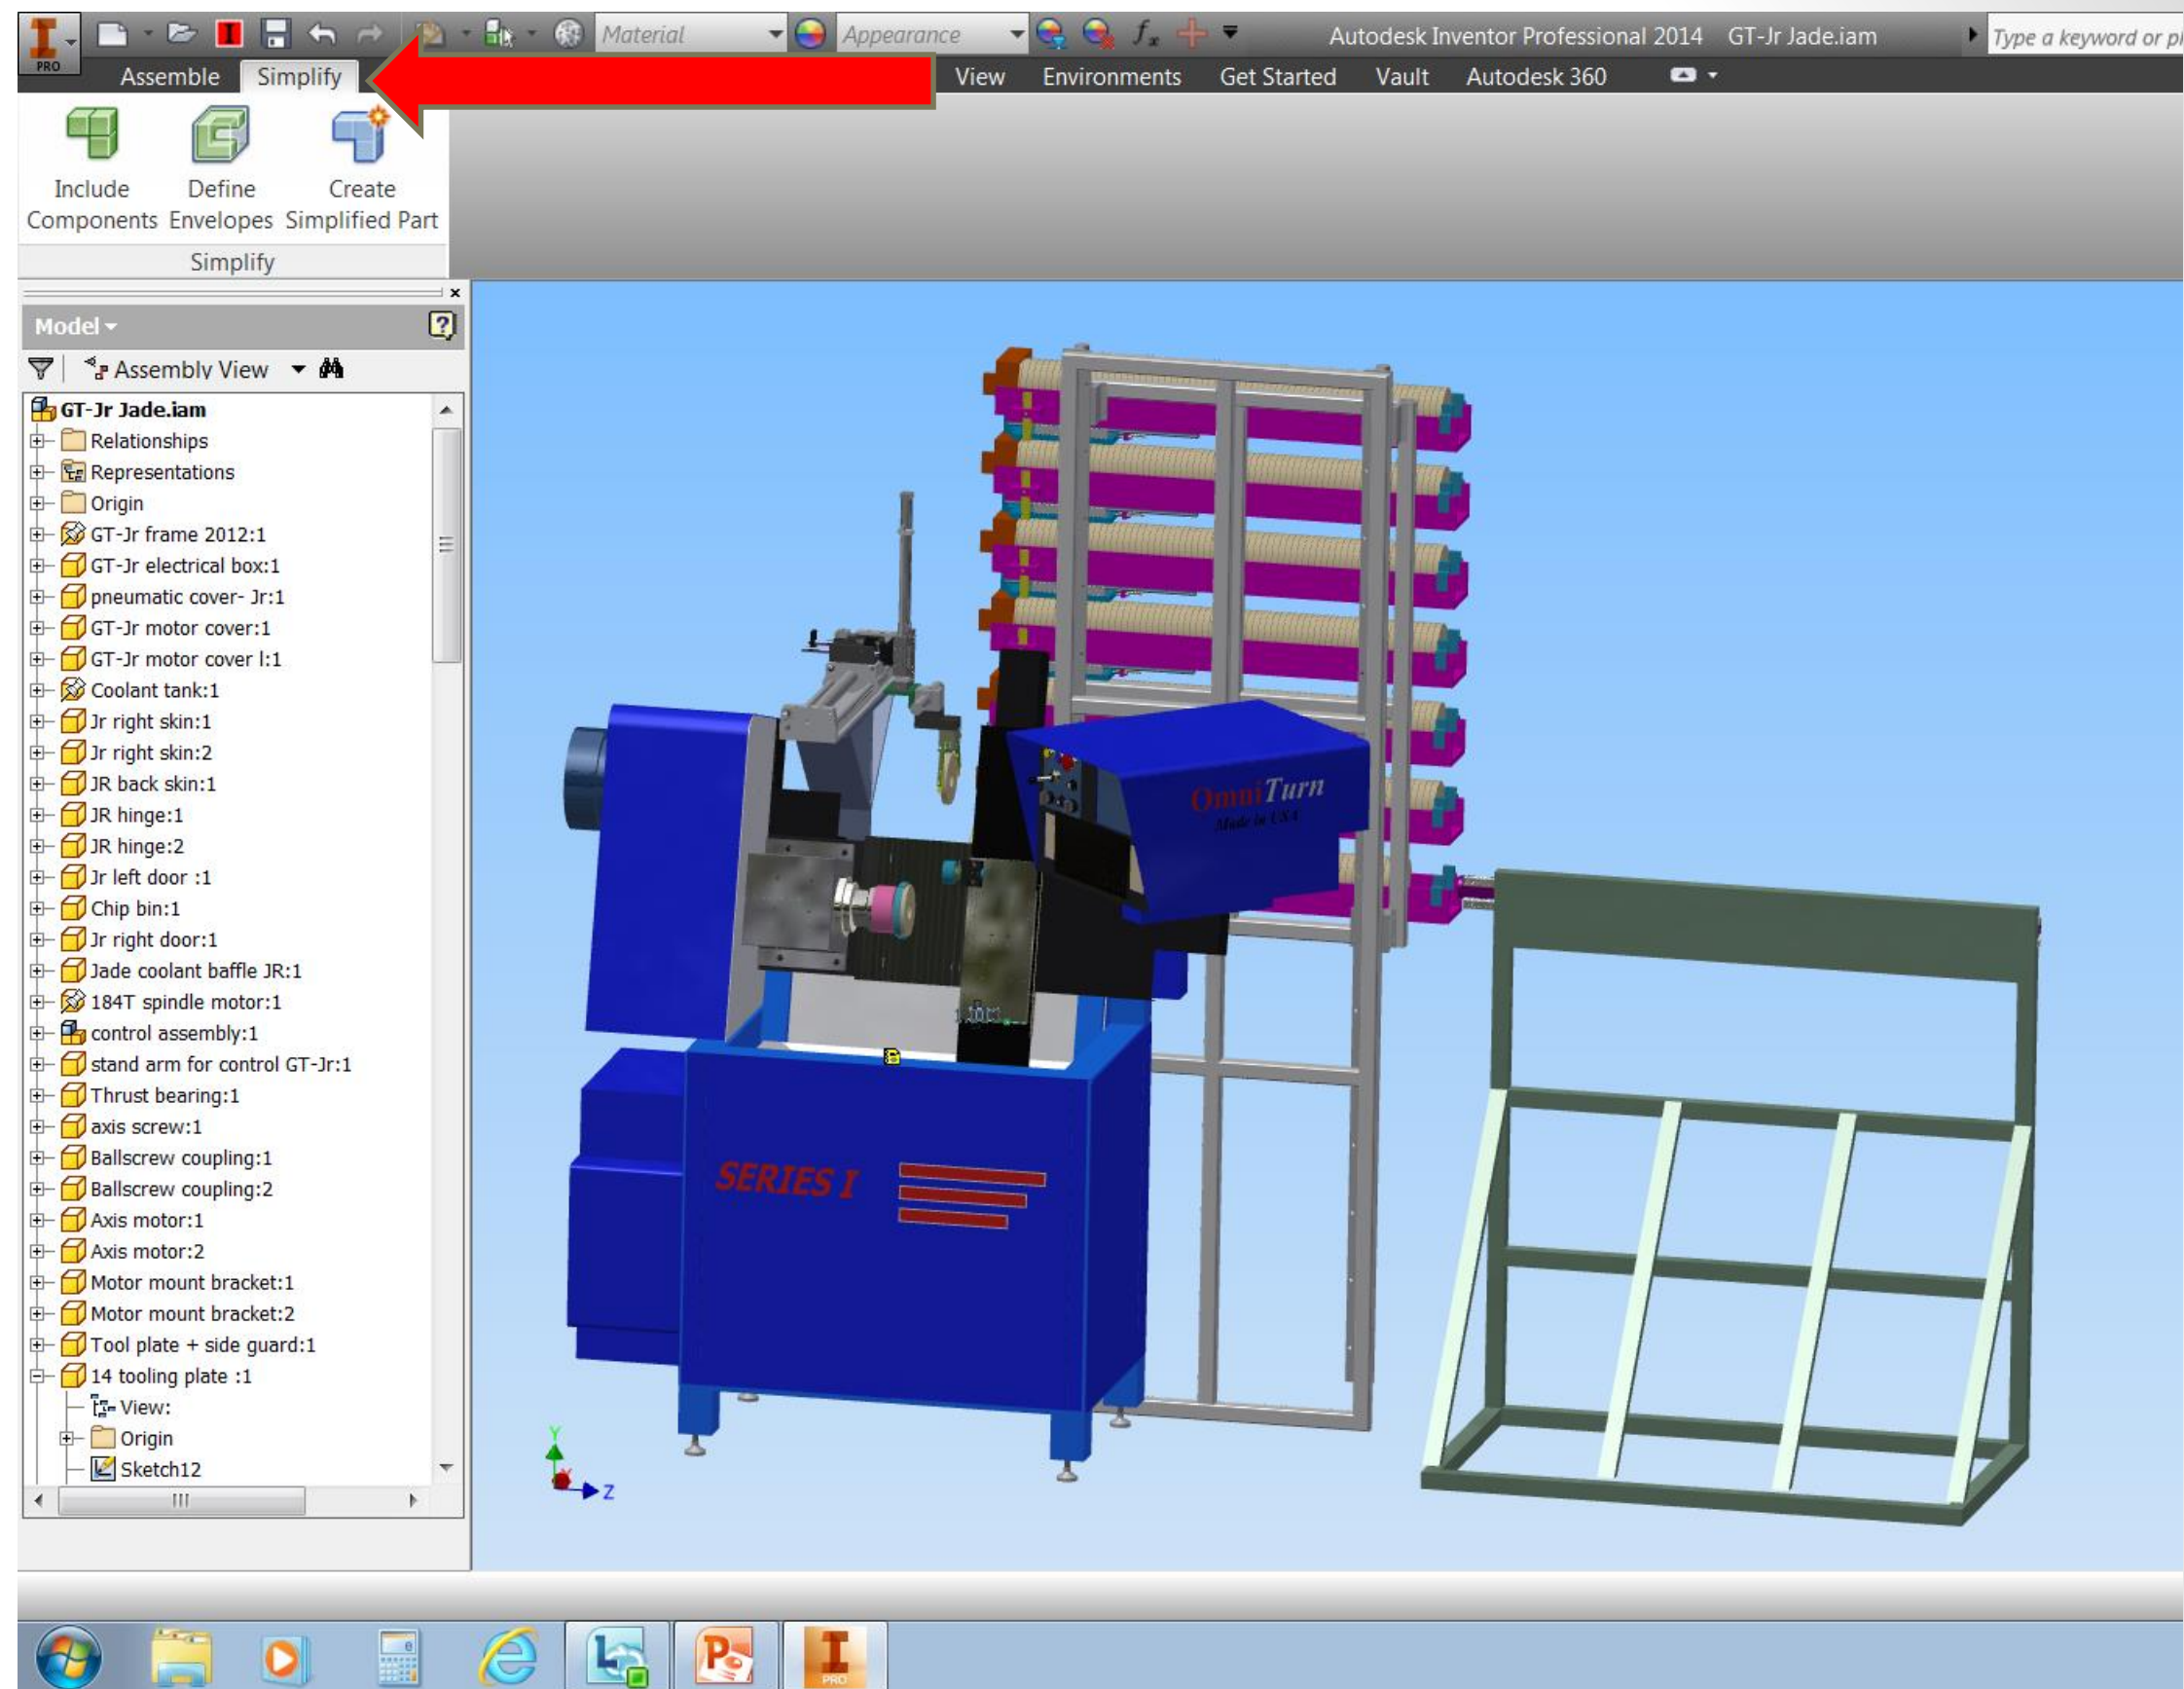 Material
Appearance
fx
Autodesk Inventor Professional 2014 GT-Jr Jade.iam
Type a keyword or
PRO
Assemble
Simplify
View
Environments
Get Started
Vault
Autodesk 360
Include
Components
Define
Envelopes
Create
Simplified Part
Simplify
Model
Assembly View
GT-Jr Jade.iam
Relationships
Representations
Origin
GT-Jr frame 2012:1
GT-Jr electrical box:1
pneumatic cover- Jr:1
GT-Jr motor cover:1
GT-Jr motor cover l:1
Coolant tank:1
Jr right skin:1
Jr right skin:2
JR back skin:1
JR hinge:1
JR hinge:2
Jr left door :1
Chip bin:1
Jr right door:1
Jade coolant baffle JR:1
184T spindle motor:1
control assembly:1
stand arm for control GT-Jr:1
Thrust bearing:1
axis screw:1
Ballscrew coupling:1
Ballscrew coupling:2
Axis motor:1
Axis motor:2
Motor mount bracket:1
Motor mount bracket:2
Tool plate + side guard:1
14 tooling plate :1
View:
Origin
Sketch12
OmniTurn
Made in USA
SERIES I
Y
Z
PRO